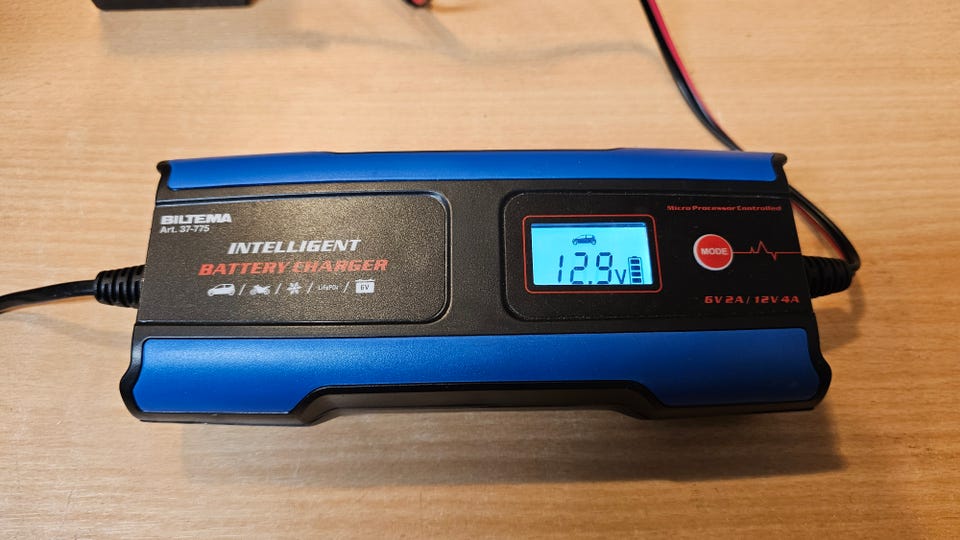 BILTEMA
Art. 37-775
INTELLIGENT
BATTERY CHARGER
/ / / LiFePO4 / 6V
Micro Processor Controlled
12.9V
MODE
6V 2A / 12V 4A